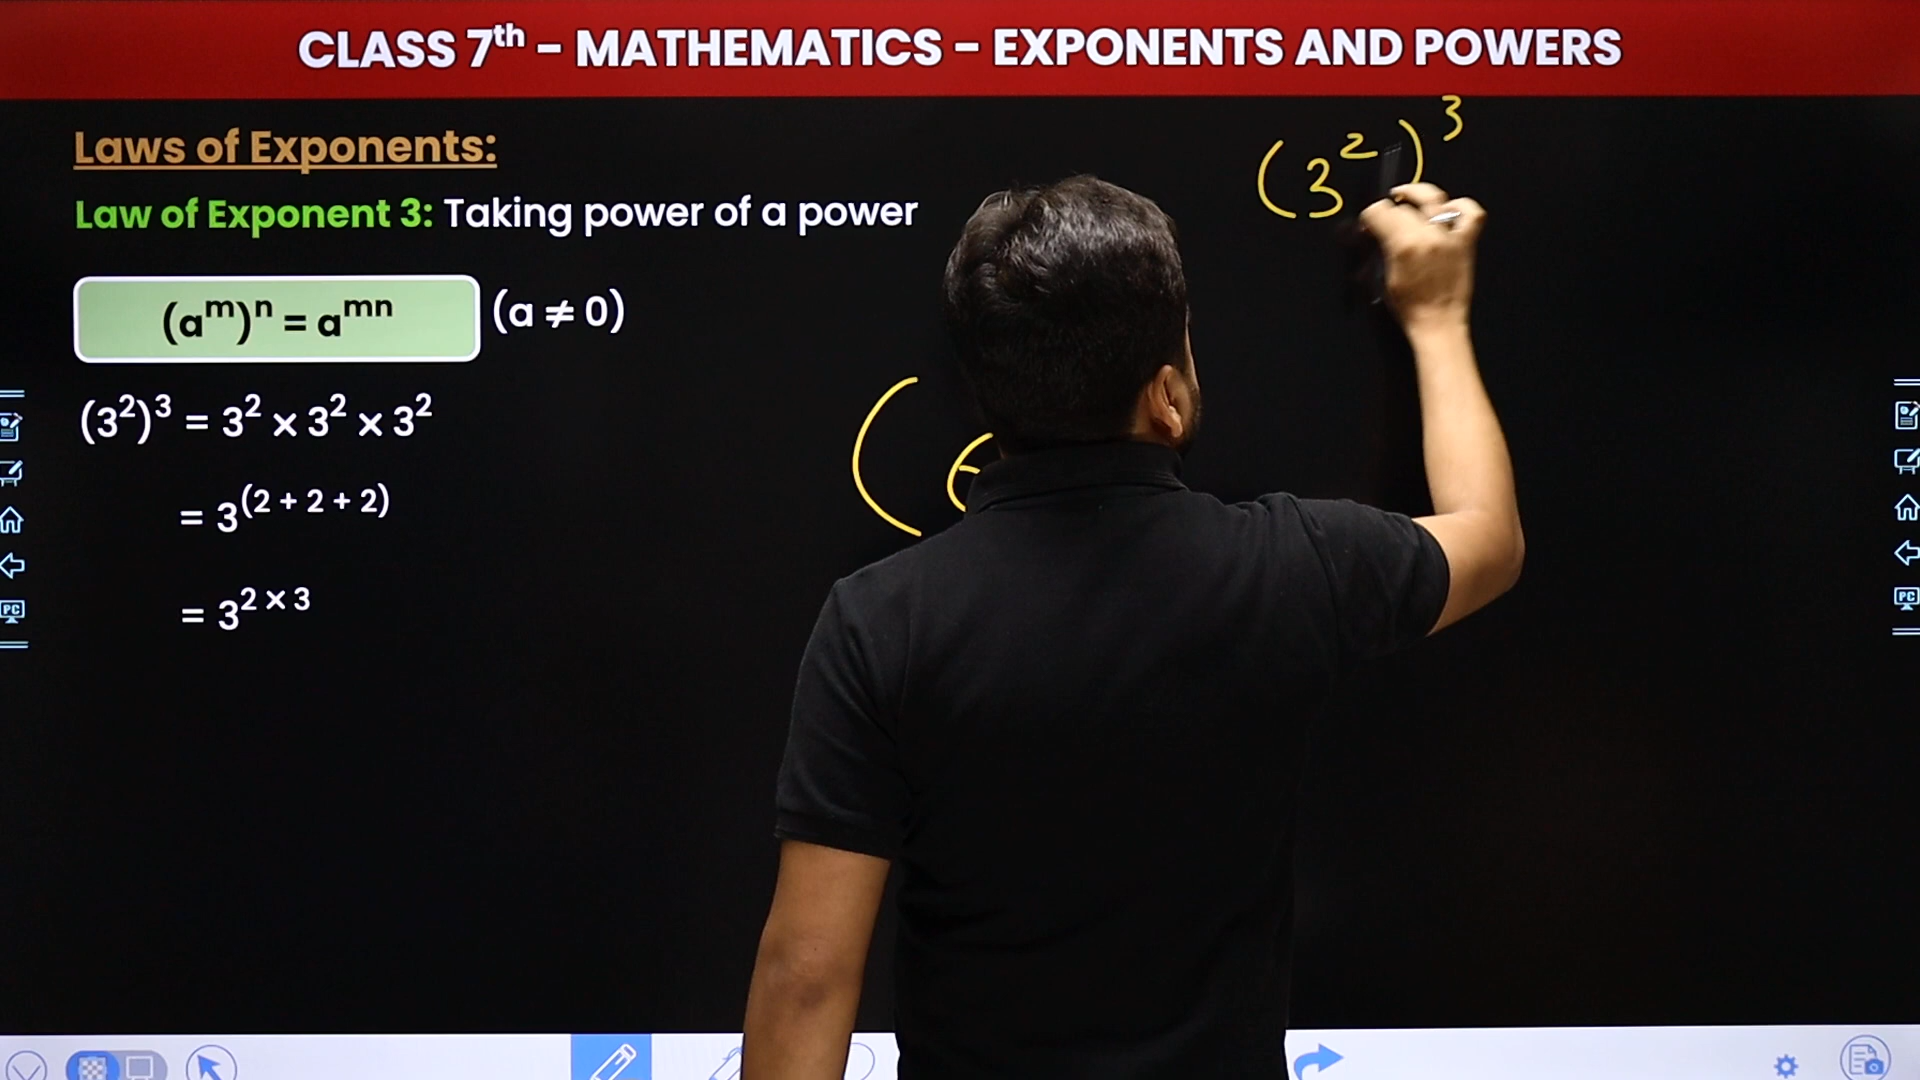 CLASS 7th – MATHEMATICS – EXPONENTS AND POWERS
Laws of Exponents:
Law of Exponent 3: Taking power of a power
(a^m)^n = a^mn (a ≠ 0)
(3^2)^3 = 3^2 × 3^2 × 3^2
= 3^(2 + 2 + 2)
= 3^2 × 3
(3^2)^3
(
PC
PC